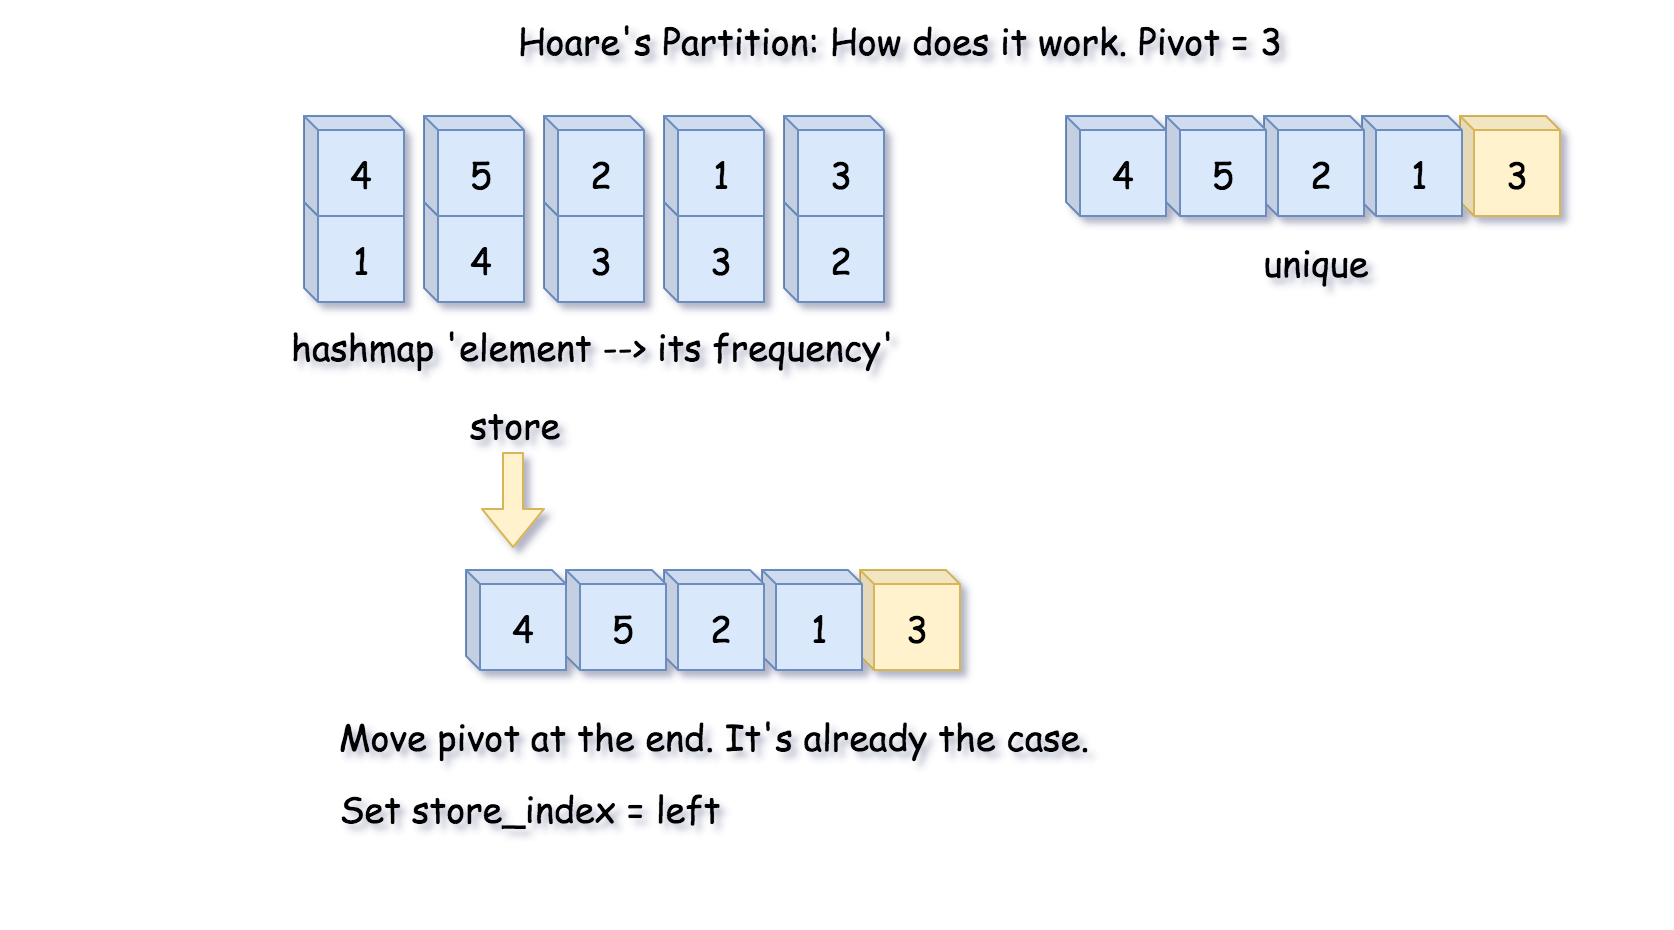 Hoare's Partition: How does it work. Pivot = 3
4 5 2 1 3
1 4 3 3 2
hashmap 'element --> its frequency'
4 5 2 1 3
unique
store
4 5 2 1 3
Move pivot at the end. It's already the case.
Set store_index = left